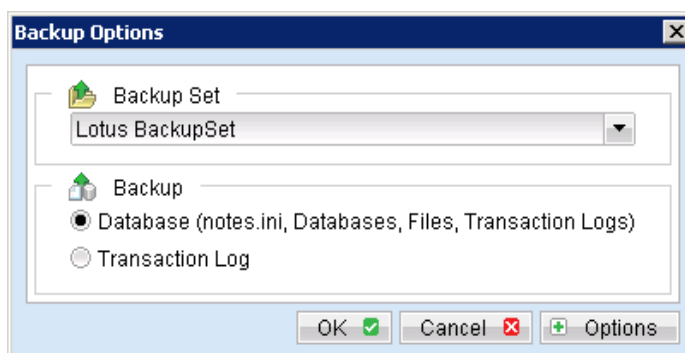 Backup Options
Backup Set
Lotus BackupSet
Backup
Database (notes.ini, Databases, Files, Transaction Logs)
Transaction Log
OK Cancel Options